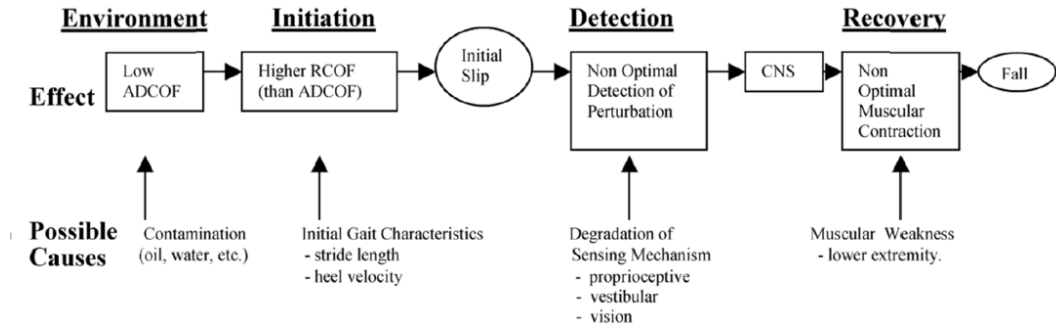 Environment
Initiation
Detection
Recovery
Effect
Low
ADCOF
Higher RCOF
(than ADCOF)
Initial
Slip
Non Optimal
Detection of
Perturbation
CNS
Non
Optimal
Muscular
Contraction
Fall
Possible
Causes
Contamination
(oil, water, etc.)
Initial Gait Characteristics
- stride length
- heel velocity
Degradation of
Sensing Mechanism
- proprioceptive
- vestibular
- vision
Muscular Weakness
- lower extremity.